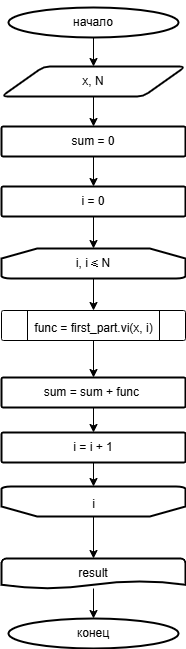 начало
x, N
sum = 0
i = 0
i, i ⩽ N
func = first_part.vi(x, i)
sum = sum + func
i = i + 1
i
result
конец